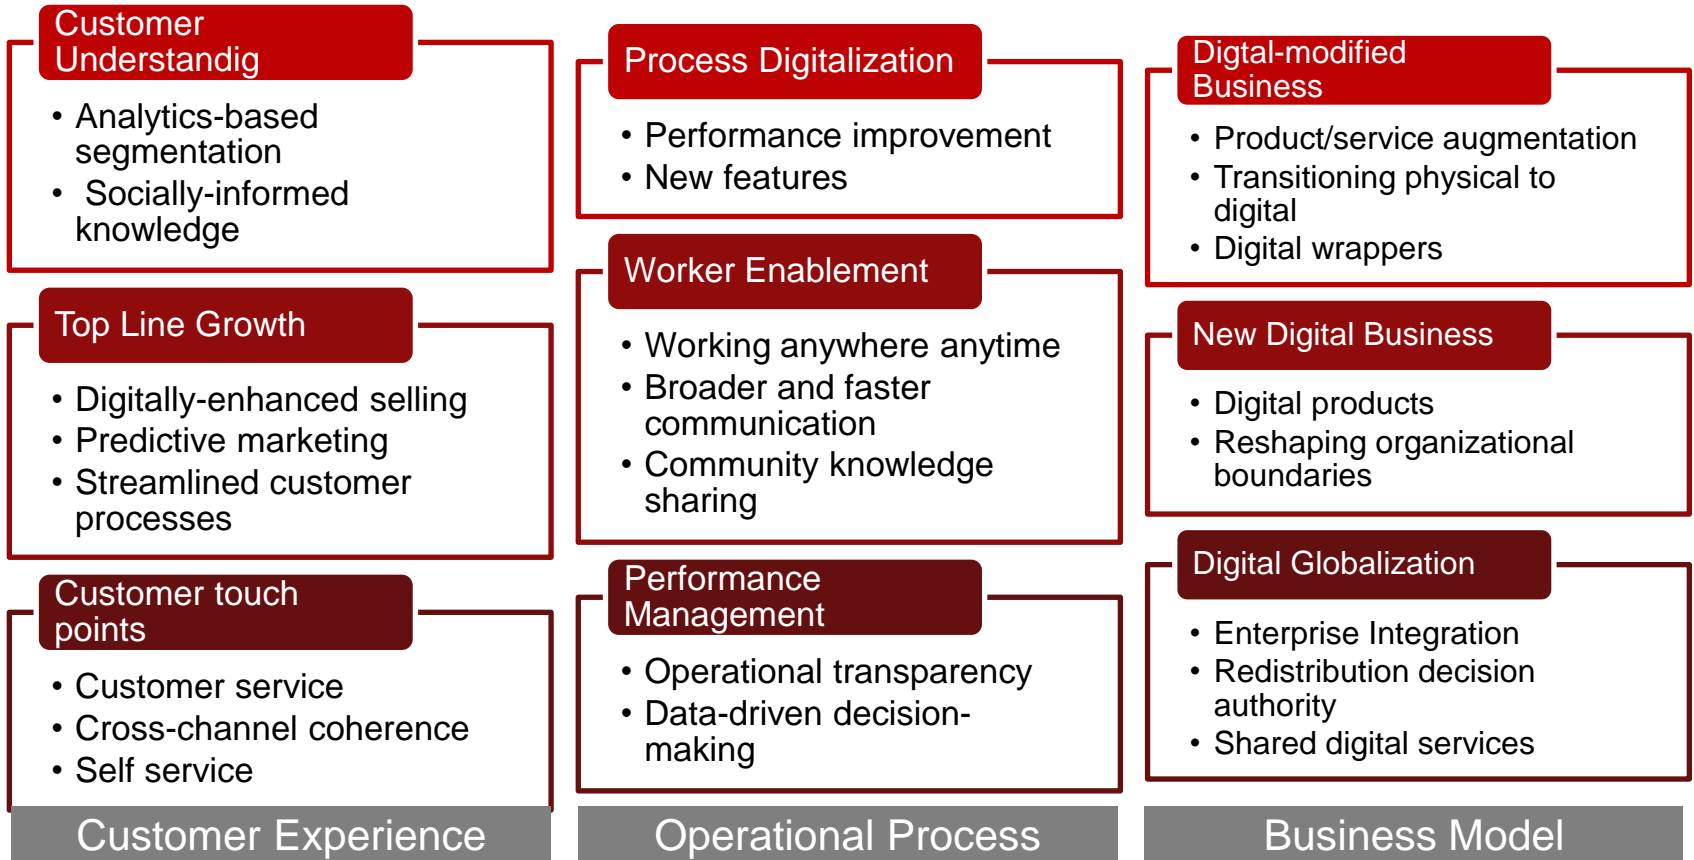 Customer
Understandig
• Analytics-based
segmentation
• Socially-informed
knowledge
Top Line Growth
• Digitally-enhanced selling
• Predictive marketing
• Streamlined customer
processes
Customer touch
points
• Customer service
• Cross-channel coherence
• Self service
Customer Experience
Process Digitalization
• Performance improvement
• New features
Worker Enablement
• Working anywhere anytime
• Broader and faster
communication
• Community knowledge
sharing
Performance
Management
• Operational transparency
• Data-driven decision-
making
Operational Process
Digtal-modified
Business
• Product/service augmentation
• Transitioning physical to
digital
• Digital wrappers
New Digital Business
• Digital products
• Reshaping organizational
boundaries
Digital Globalization
• Enterprise Integration
• Redistribution decision
authority
• Shared digital services
Business Model